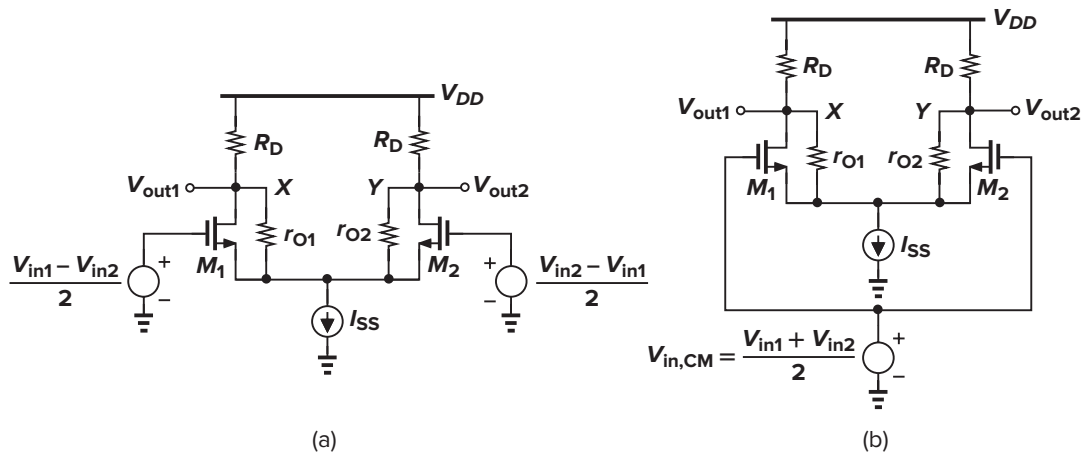 V_DD
R_D
R_D
V_out1
X
Y
V_out2
r_O1
r_O2
M_1
M_2
V_in1 − V_in2
2
+
−
+
−
V_in2 − V_in1
2
I_SS
(a)
V_DD
R_D
R_D
V_out1
X
Y
V_out2
r_O1
r_O2
M_1
M_2
I_SS
V_in,CM = V_in1 + V_in2
2
+
−
(b)